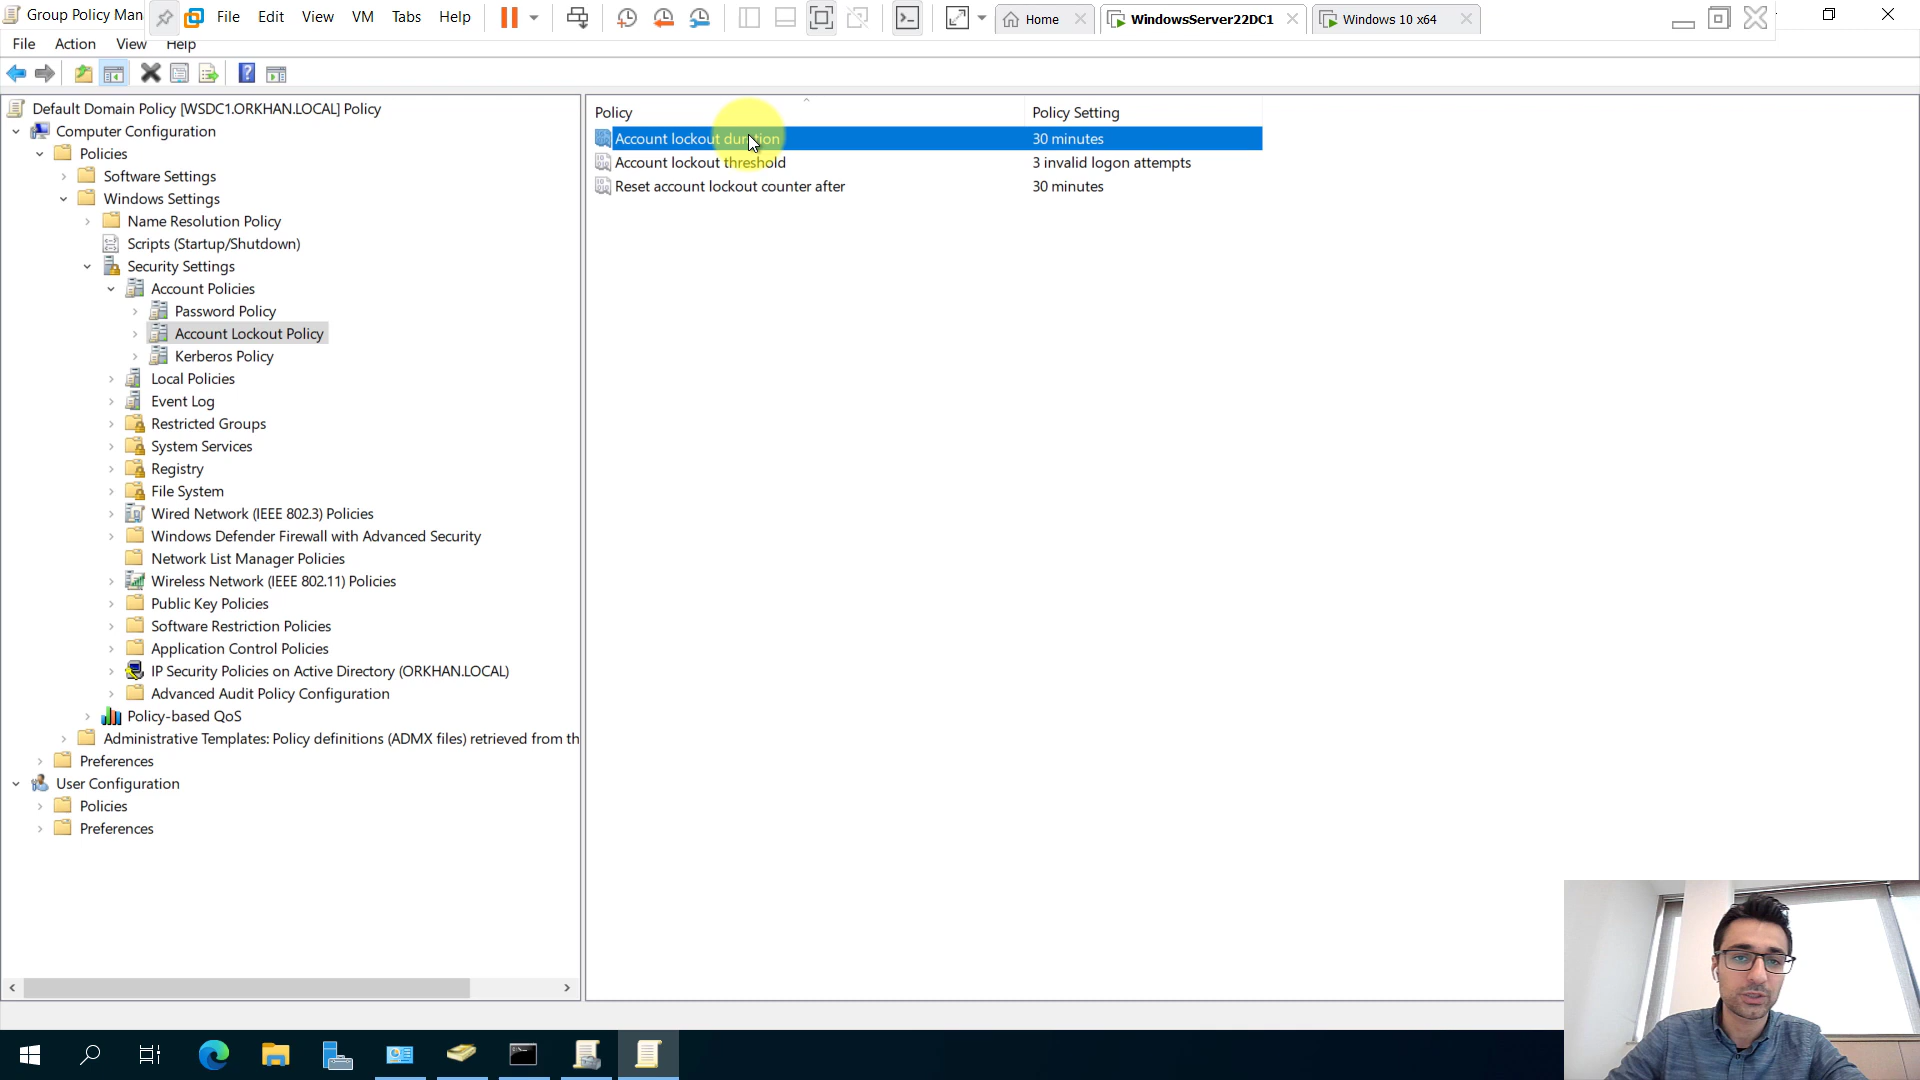 Group Policy Man
File Edit View VM Tabs Help
Home
WindowsServer22DC1
Windows 10 x64
File Action View Help
Default Domain Policy [WSDC1.ORKHAN.LOCAL] Policy
Computer Configuration
Policies
Software Settings
Windows Settings
Name Resolution Policy
Scripts (Startup/Shutdown)
Security Settings
Account Policies
Password Policy
Account Lockout Policy
Kerberos Policy
Local Policies
Event Log
Restricted Groups
System Services
Registry
File System
Wired Network (IEEE 802.3) Policies
Windows Defender Firewall with Advanced Security
Network List Manager Policies
Wireless Network (IEEE 802.11) Policies
Public Key Policies
Software Restriction Policies
Application Control Policies
IP Security Policies on Active Directory (ORKHAN.LOCAL)
Advanced Audit Policy Configuration
Policy-based QoS
Administrative Templates: Policy definitions (ADMX files) retrieved from th
Preferences
User Configuration
Policies
Preferences
Policy Policy Setting
Account lockout duration 30 minutes
Account lockout threshold 3 invalid logon attempts
Reset account lockout counter after 30 minutes